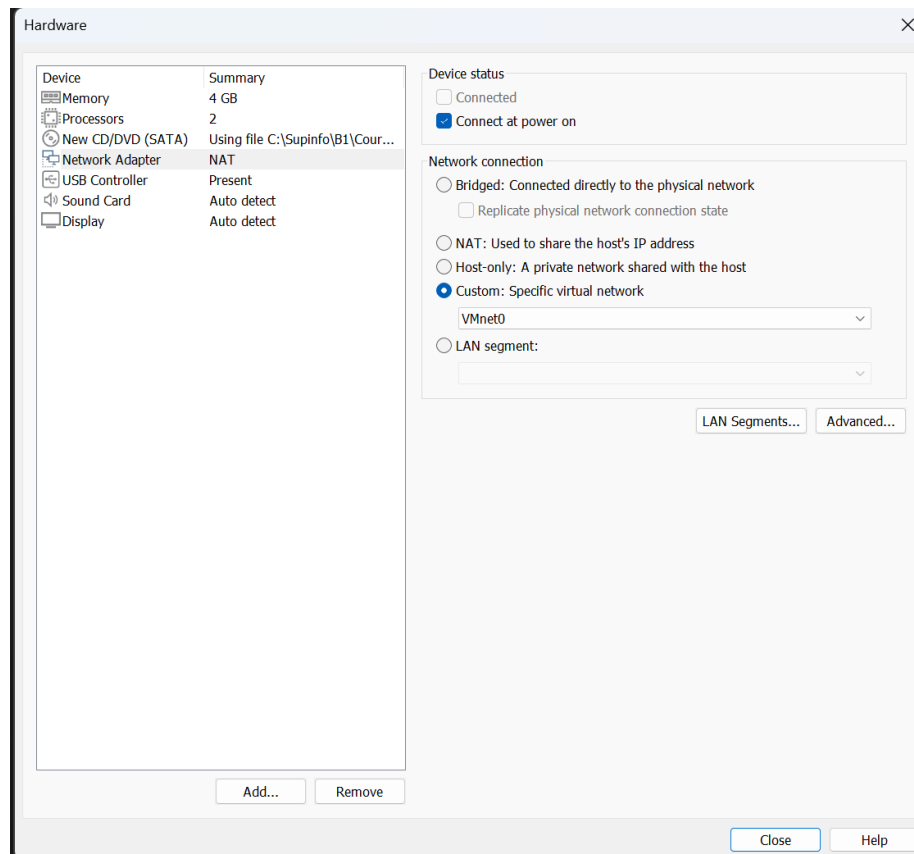 Hardware
Device Summary
Memory 4 GB
Processors 2
New CD/DVD (SATA) Using file C:\Supinfo\B1\Cour...
Network Adapter NAT
USB Controller Present
Sound Card Auto detect
Display Auto detect
Add... Remove
Device status
Connected
Connect at power on
Network connection
Bridged: Connected directly to the physical network
Replicate physical network connection state
NAT: Used to share the host's IP address
Host-only: A private network shared with the host
Custom: Specific virtual network
VMnet0
LAN segment:
LAN Segments... Advanced...
Close Help